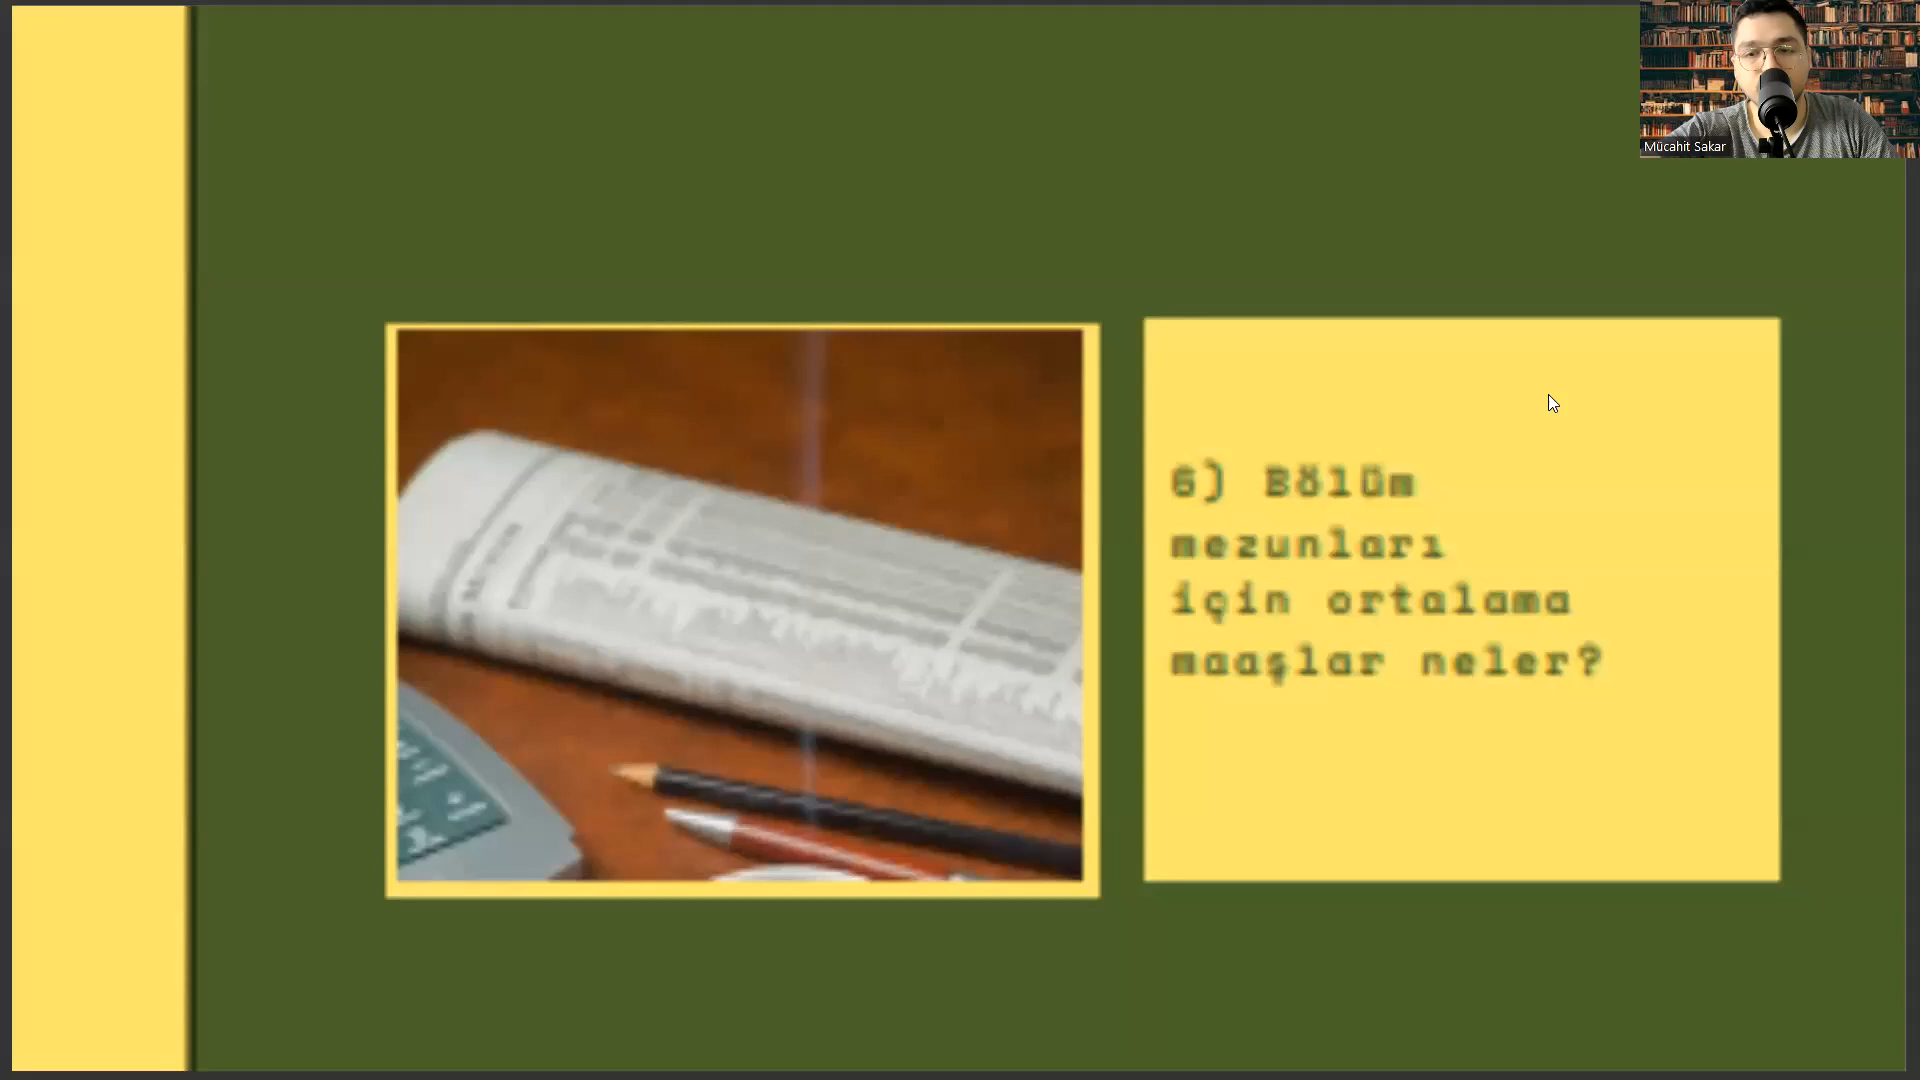 Mücahit Sakar
6) Bölüm
mezunları
için ortalama
maaşlar neler?